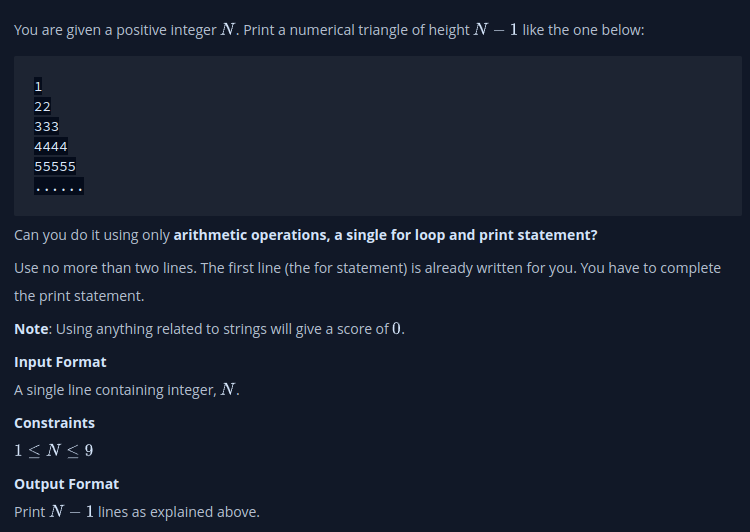 You are given a positive integer N. Print a numerical triangle of height N − 1 like the one below:
1
22
333
4444
55555
......
Can you do it using only arithmetic operations, a single for loop and print statement?
Use no more than two lines. The first line (the for statement) is already written for you. You have to complete
the print statement.
Note: Using anything related to strings will give a score of 0.
Input Format
A single line containing integer, N.
Constraints
1 ≤ N ≤ 9
Output Format
Print N − 1 lines as explained above.